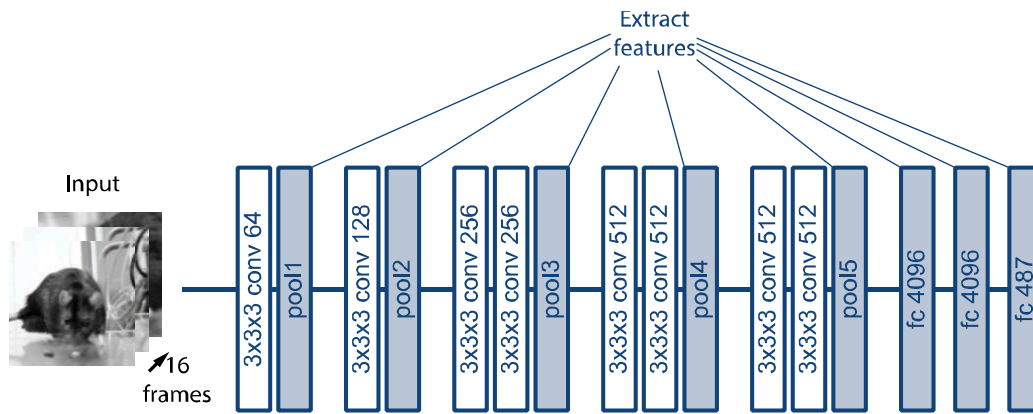 Extract
features
Input
16
frames
3x3x3 conv 64
pool1
3x3x3 conv 128
pool2
3x3x3 conv 256
3x3x3 conv 256
pool3
3x3x3 conv 512
3x3x3 conv 512
pool4
3x3x3 conv 512
3x3x3 conv 512
pool5
fc 4096
fc 4096
fc 487